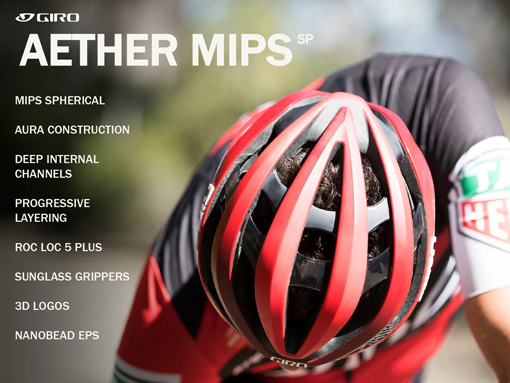 GIRO
AETHER MIPS SP
MIPS SPHERICAL
AURA CONSTRUCTION
DEEP INTERNAL
CHANNELS
PROGRESSIVE
LAYERING
ROC LOC 5 PLUS
SUNGLASS GRIPPERS
3D LOGOS
NANOBEAD EPS
GIRO